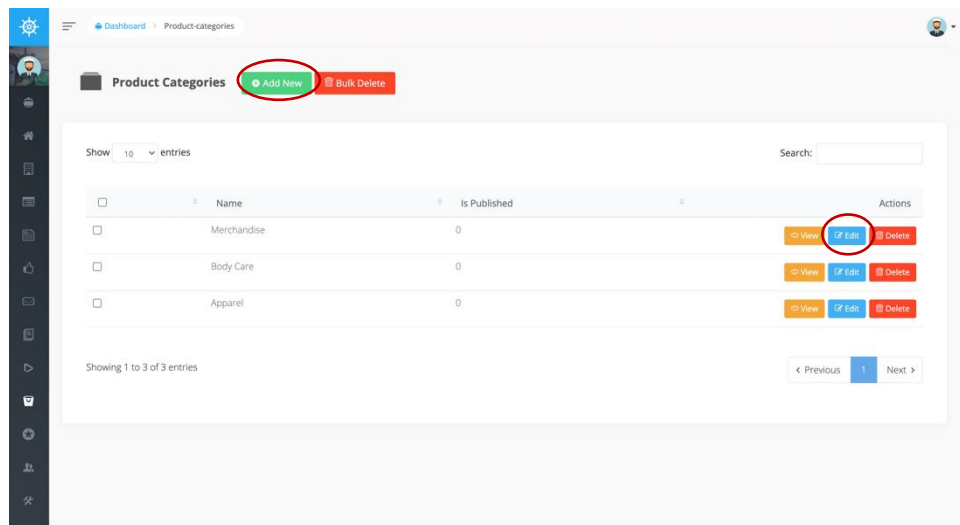 Dashboard > Product-categories
Product Categories Add New Bulk Delete
Show 10 entries Search:
Name Is Published Actions
Merchandise 0 View Edit Delete
Body Care 0 View Edit Delete
Apparel 0 View Edit Delete
Showing 1 to 3 of 3 entries ‹ Previous 1 Next ›